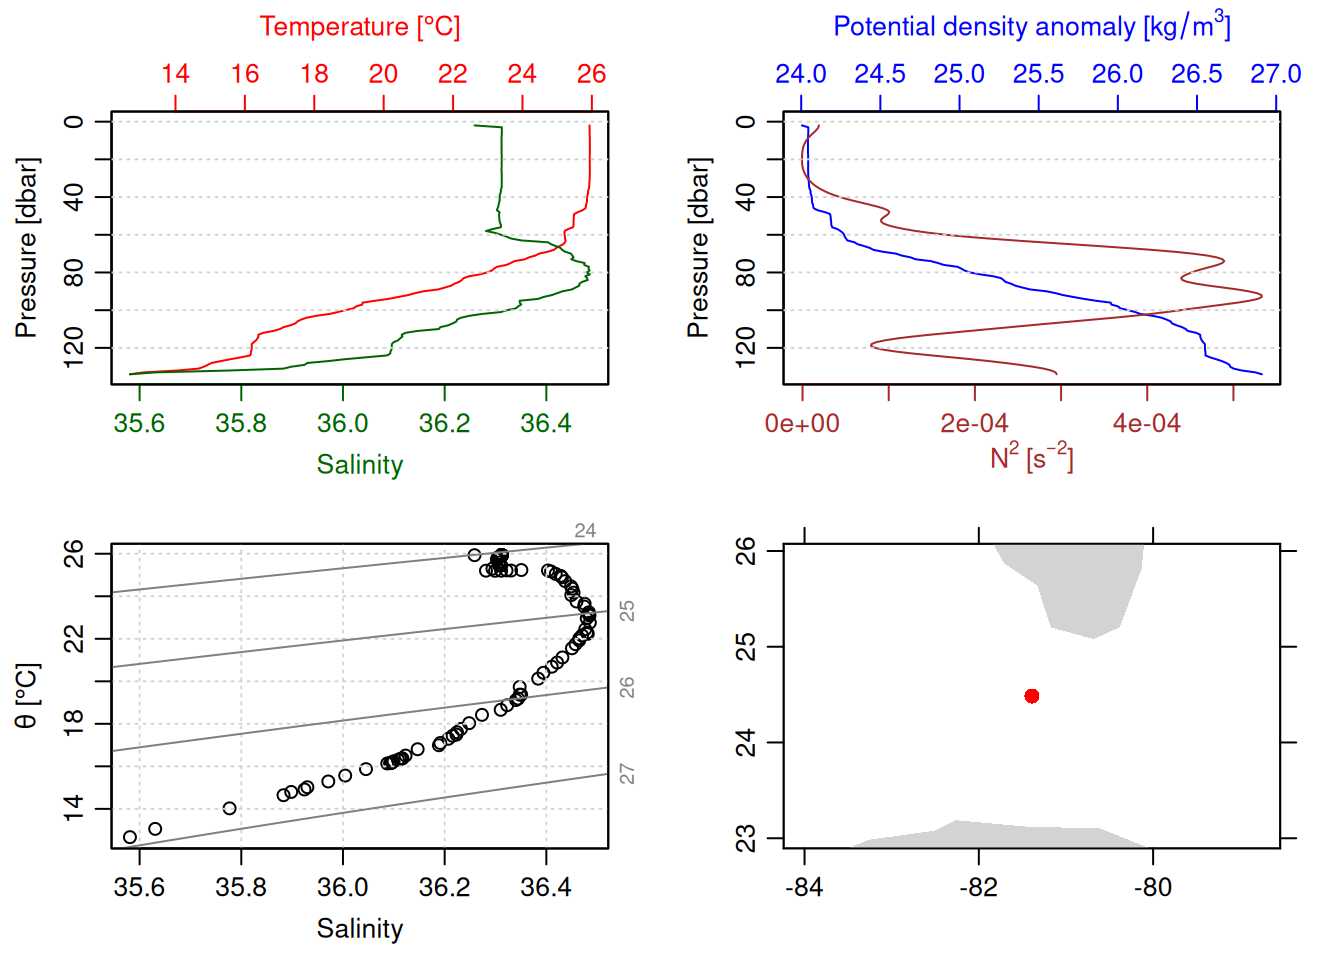 Temperature [°C]
14 16 18 20 22 24 26
0
40
80
120
Pressure [dbar]
35.6 35.8 36.0 36.2 36.4
Salinity
Potential density anomaly [kg/m³]
24.0 24.5 25.0 25.5 26.0 26.5 27.0
0
40
80
120
Pressure [dbar]
0e+00 2e-04 4e-04
N² [s⁻²]
24
25
26
27
26
22
18
14
θ [°C]
35.6 35.8 36.0 36.2 36.4
Salinity
26
25
24
23
-84 -82 -80